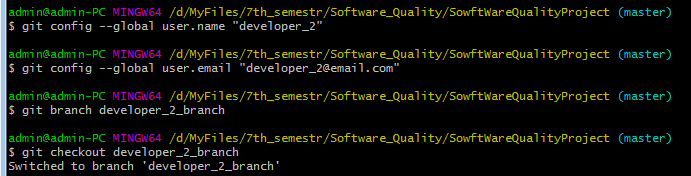 admin@admin-PC MINGW64 /d/MyFiles/7th_semestr/Software_Quality/SowftWareQualityProject (master)
$ git config --global user.name "developer_2"
admin@admin-PC MINGW64 /d/MyFiles/7th_semestr/Software_Quality/SowftWareQualityProject (master)
$ git config --global user.email "developer_2@email.com"
admin@admin-PC MINGW64 /d/MyFiles/7th_semestr/Software_Quality/SowftWareQualityProject (master)
$ git branch developer_2_branch
admin@admin-PC MINGW64 /d/MyFiles/7th_semestr/Software_Quality/SowftWareQualityProject (master)
$ git checkout developer_2_branch
Switched to branch 'developer_2_branch'